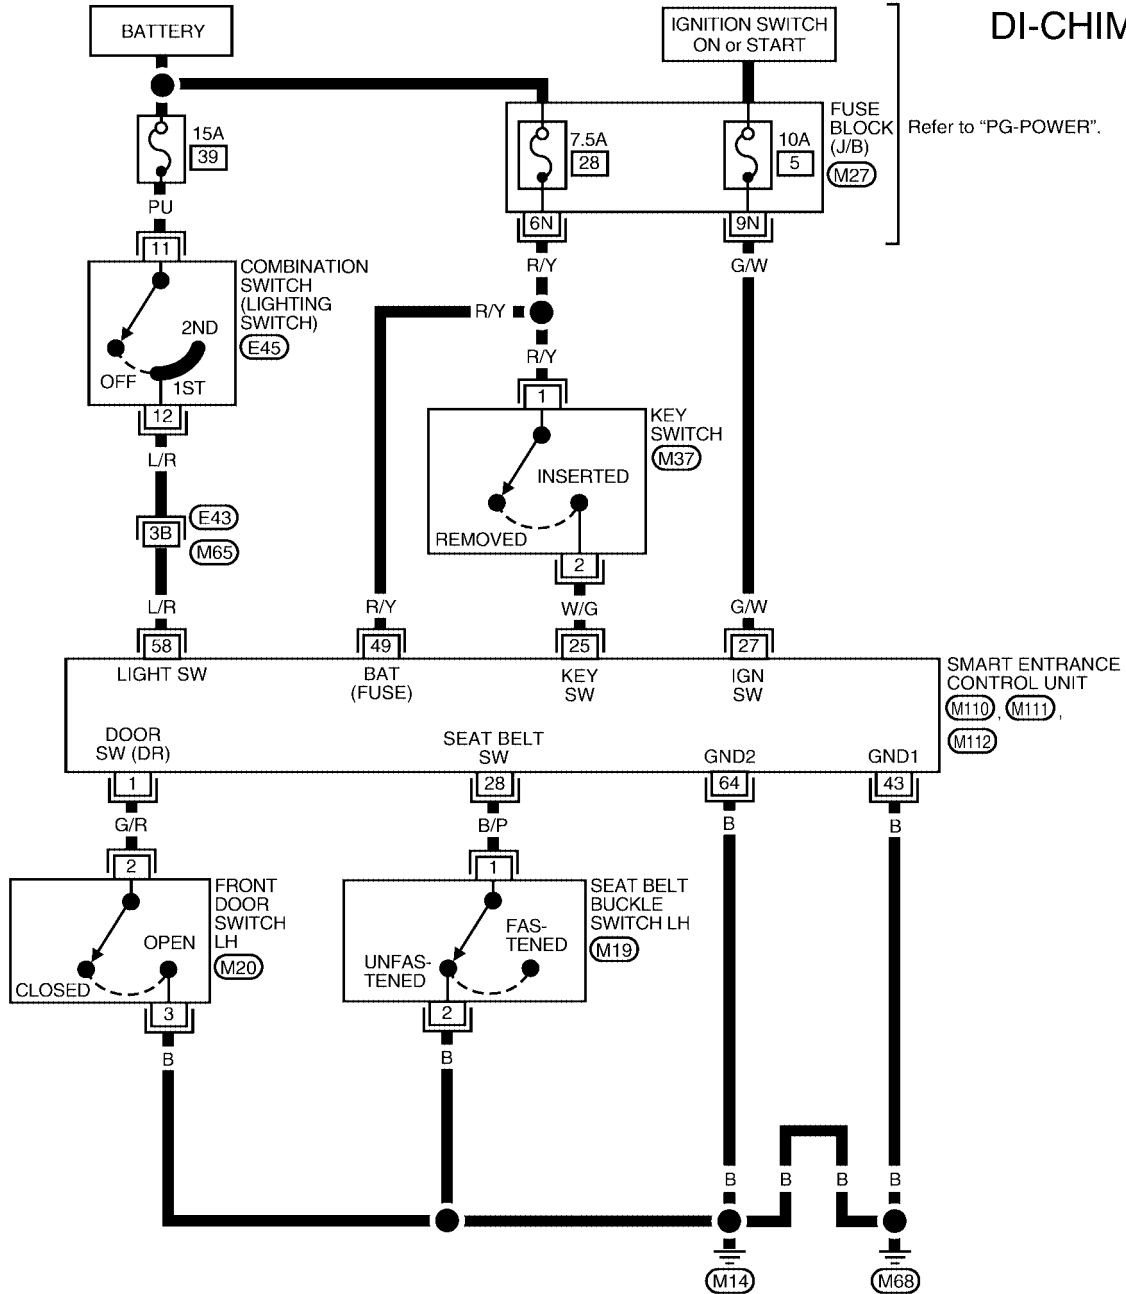 DI-CHIM
BATTERY
IGNITION SWITCH
ON or START
15A
39
7.5A
28
10A
5
FUSE
BLOCK
(J/B)
M27
Refer to “PG-POWER”.
PU
11
6N
9N
R/Y
G/W
COMBINATION
SWITCH
(LIGHTING
SWITCH)
E45
2ND
OFF
1ST
12
R/Y
R/Y
1
KEY
SWITCH
M37
INSERTED
REMOVED
2
L/R
3B
E43
M65
L/R
R/Y
W/G
G/W
58
49
25
27
LIGHT SW
BAT
(FUSE)
KEY
SW
IGN
SW
SMART ENTRANCE
CONTROL UNIT
M110 , M111 ,
M112
DOOR
SW (DR)
SEAT BELT
SW
GND2
GND1
1
28
64
43
G/R
B/P
B
B
2
1
FRONT
DOOR
SWITCH
LH
M20
OPEN
CLOSED
3
SEAT BELT
BUCKLE
SWITCH LH
M19
FAS-
TENED
UNFAS-
TENED
2
B
B
B
B
B
B
M14
M68